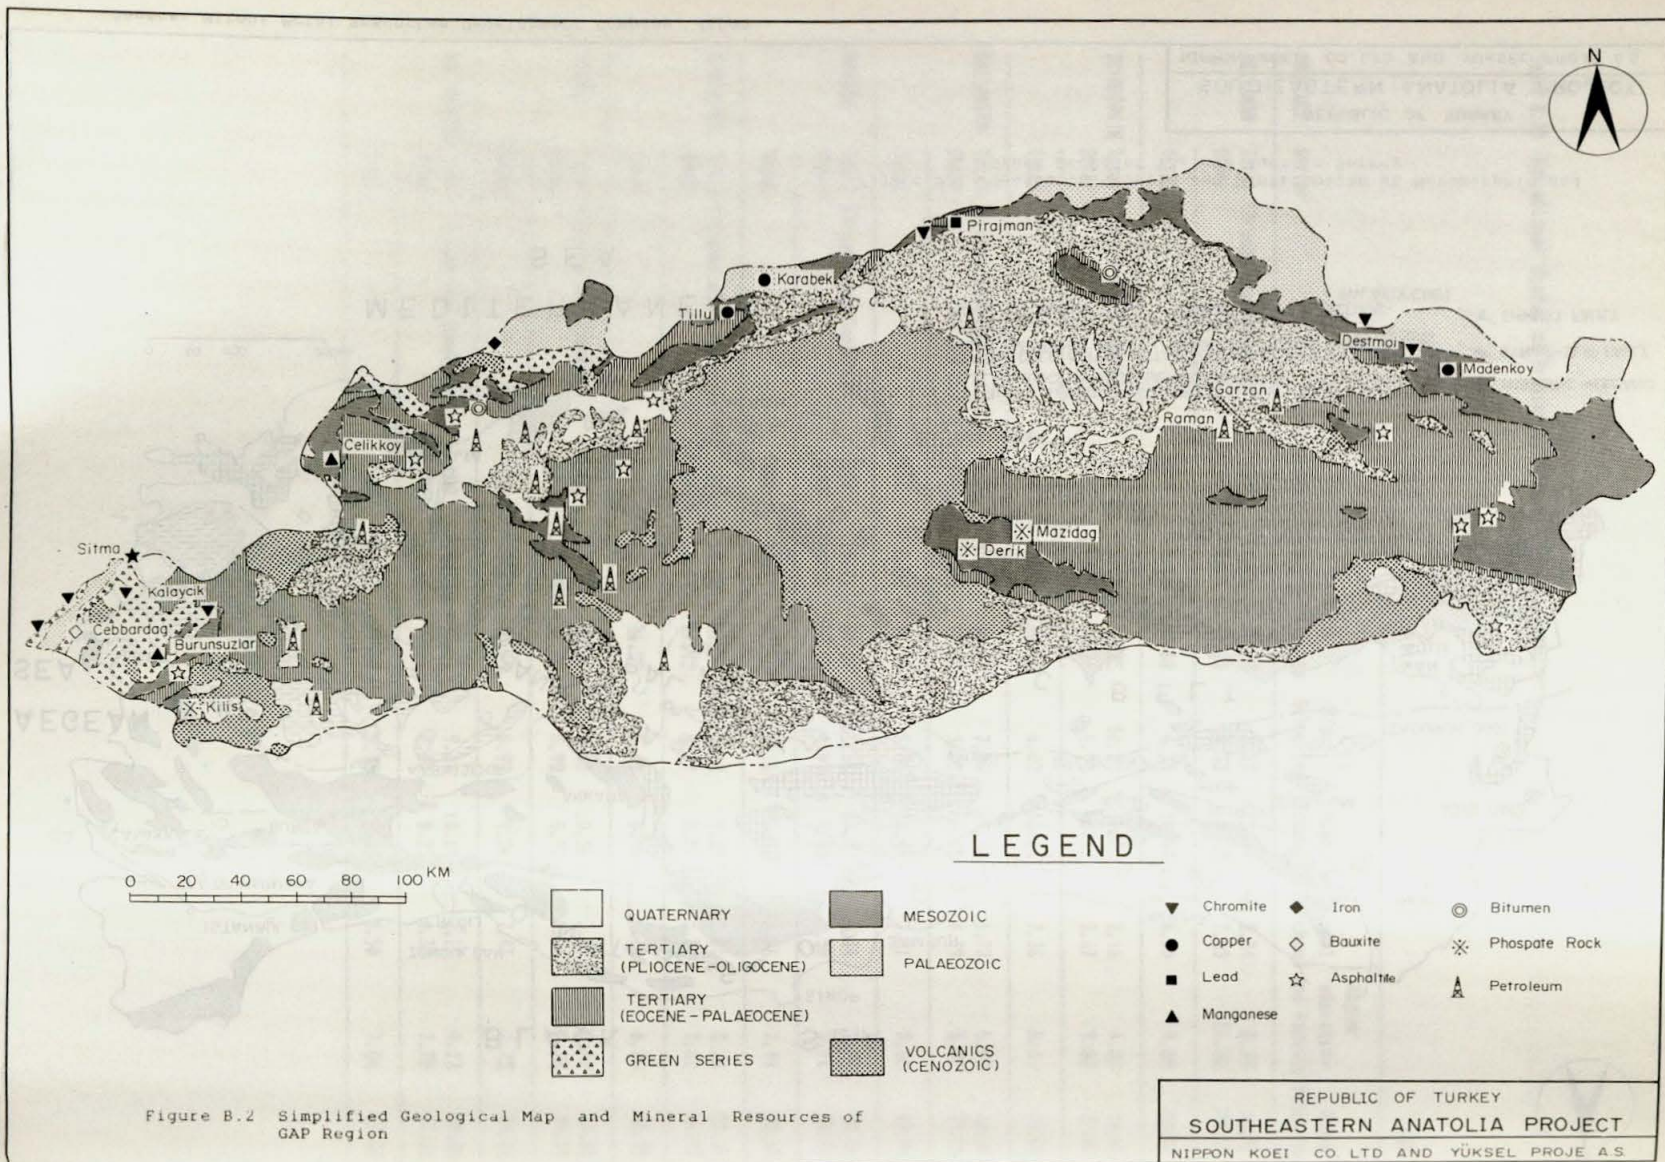 N
Pirajman
Karabek
Tillu
Destmoi
Madenkoy
Garzan
Raman
Celikkoy
Mazidag
Derik
Sitma
Kalaycik
Cebbardag
Burunsuzlar
Kilis
LEGEND
0 20 40 60 80 100 KM
QUATERNARY
TERTIARY
(PLIOCENE-OLIGOCENE)
TERTIARY
(EOCENE-PALAEOCENE)
GREEN SERIES
MESOZOIC
PALAEOZOIC
VOLCANICS
(CENOZOIC)
Chromite
Copper
Lead
Manganese
Iron
Bauxite
Asphaltite
Bitumen
Phospate Rock
Petroleum
Figure B.2 Simplified Geological Map and Mineral Resources of
GAP Region
REPUBLIC OF TURKEY
SOUTHEASTERN ANATOLIA PROJECT
NIPPON KOEI CO LTD AND YÜKSEL PROJE A.S.